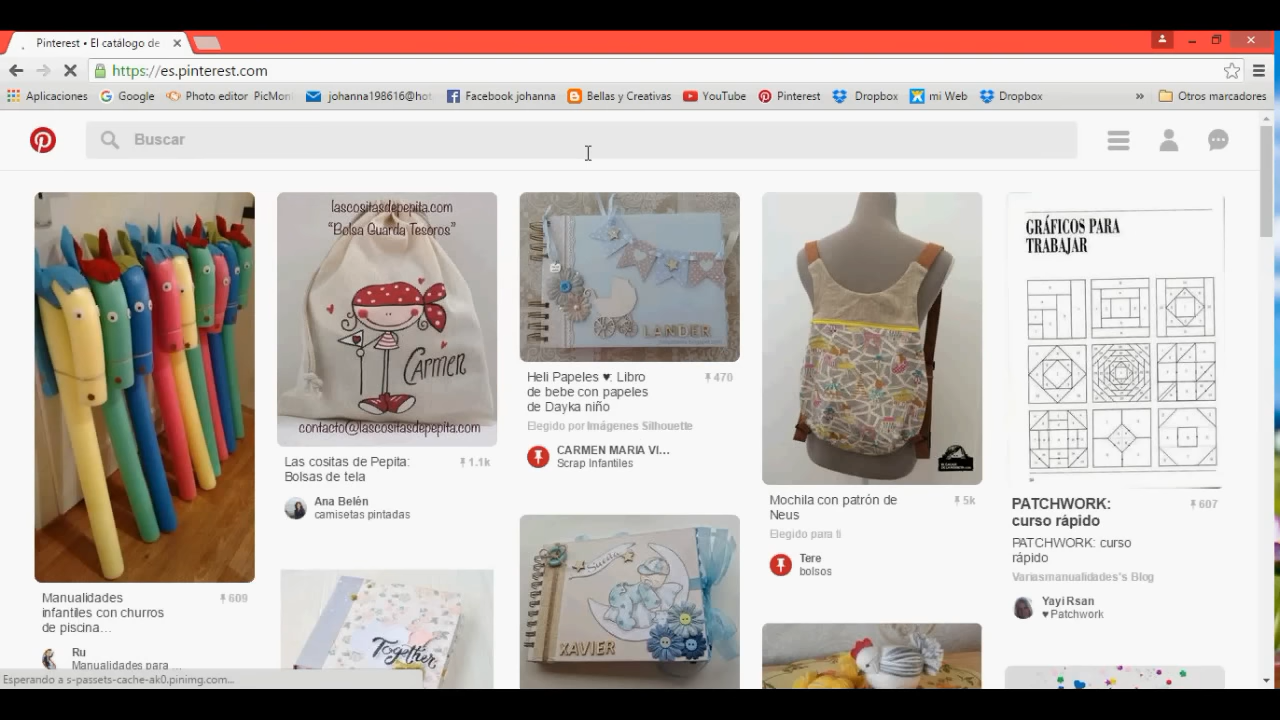 Pinterest • El catálogo de
https://es.pinterest.com
Aplicaciones
Google
Photo editor PicMon
johanna198616@hot
Facebook johanna
Bellas y Creativas
YouTube
Pinterest
Dropbox
mi Web
Dropbox
»
Otros marcadores
Buscar
Manualidades
infantiles con churros
de piscina...
609
Ru
Manualidades para ...
lascositasdepepita.com
"Bolsa Guarda Tesoros"
Carmen
contacto@lascositasdepepita.com
Las cositas de Pepita:
Bolsas de tela
1.1k
Ana Belén
camisetas pintadas
Together
LANDER
Heli Papeles ♥: Libro
de bebe con papeles
de Dayka niño
470
Elegido por Imágenes Silhouette
CARMEN MARIA VI...
Scrap Infantiles
XAVIER
Mochila con patrón de
Neus
5k
Elegido para ti
Tere
bolsos
GRÁFICOS PARA
TRABAJAR
PATCHWORK:
curso rápido
607
PATCHWORK: curso
rápido
Variasmanualidades's Blog
Yayi Rsan
♥ Patchwork
Esperando a s-passets-cache-ak0.pinimg.com...